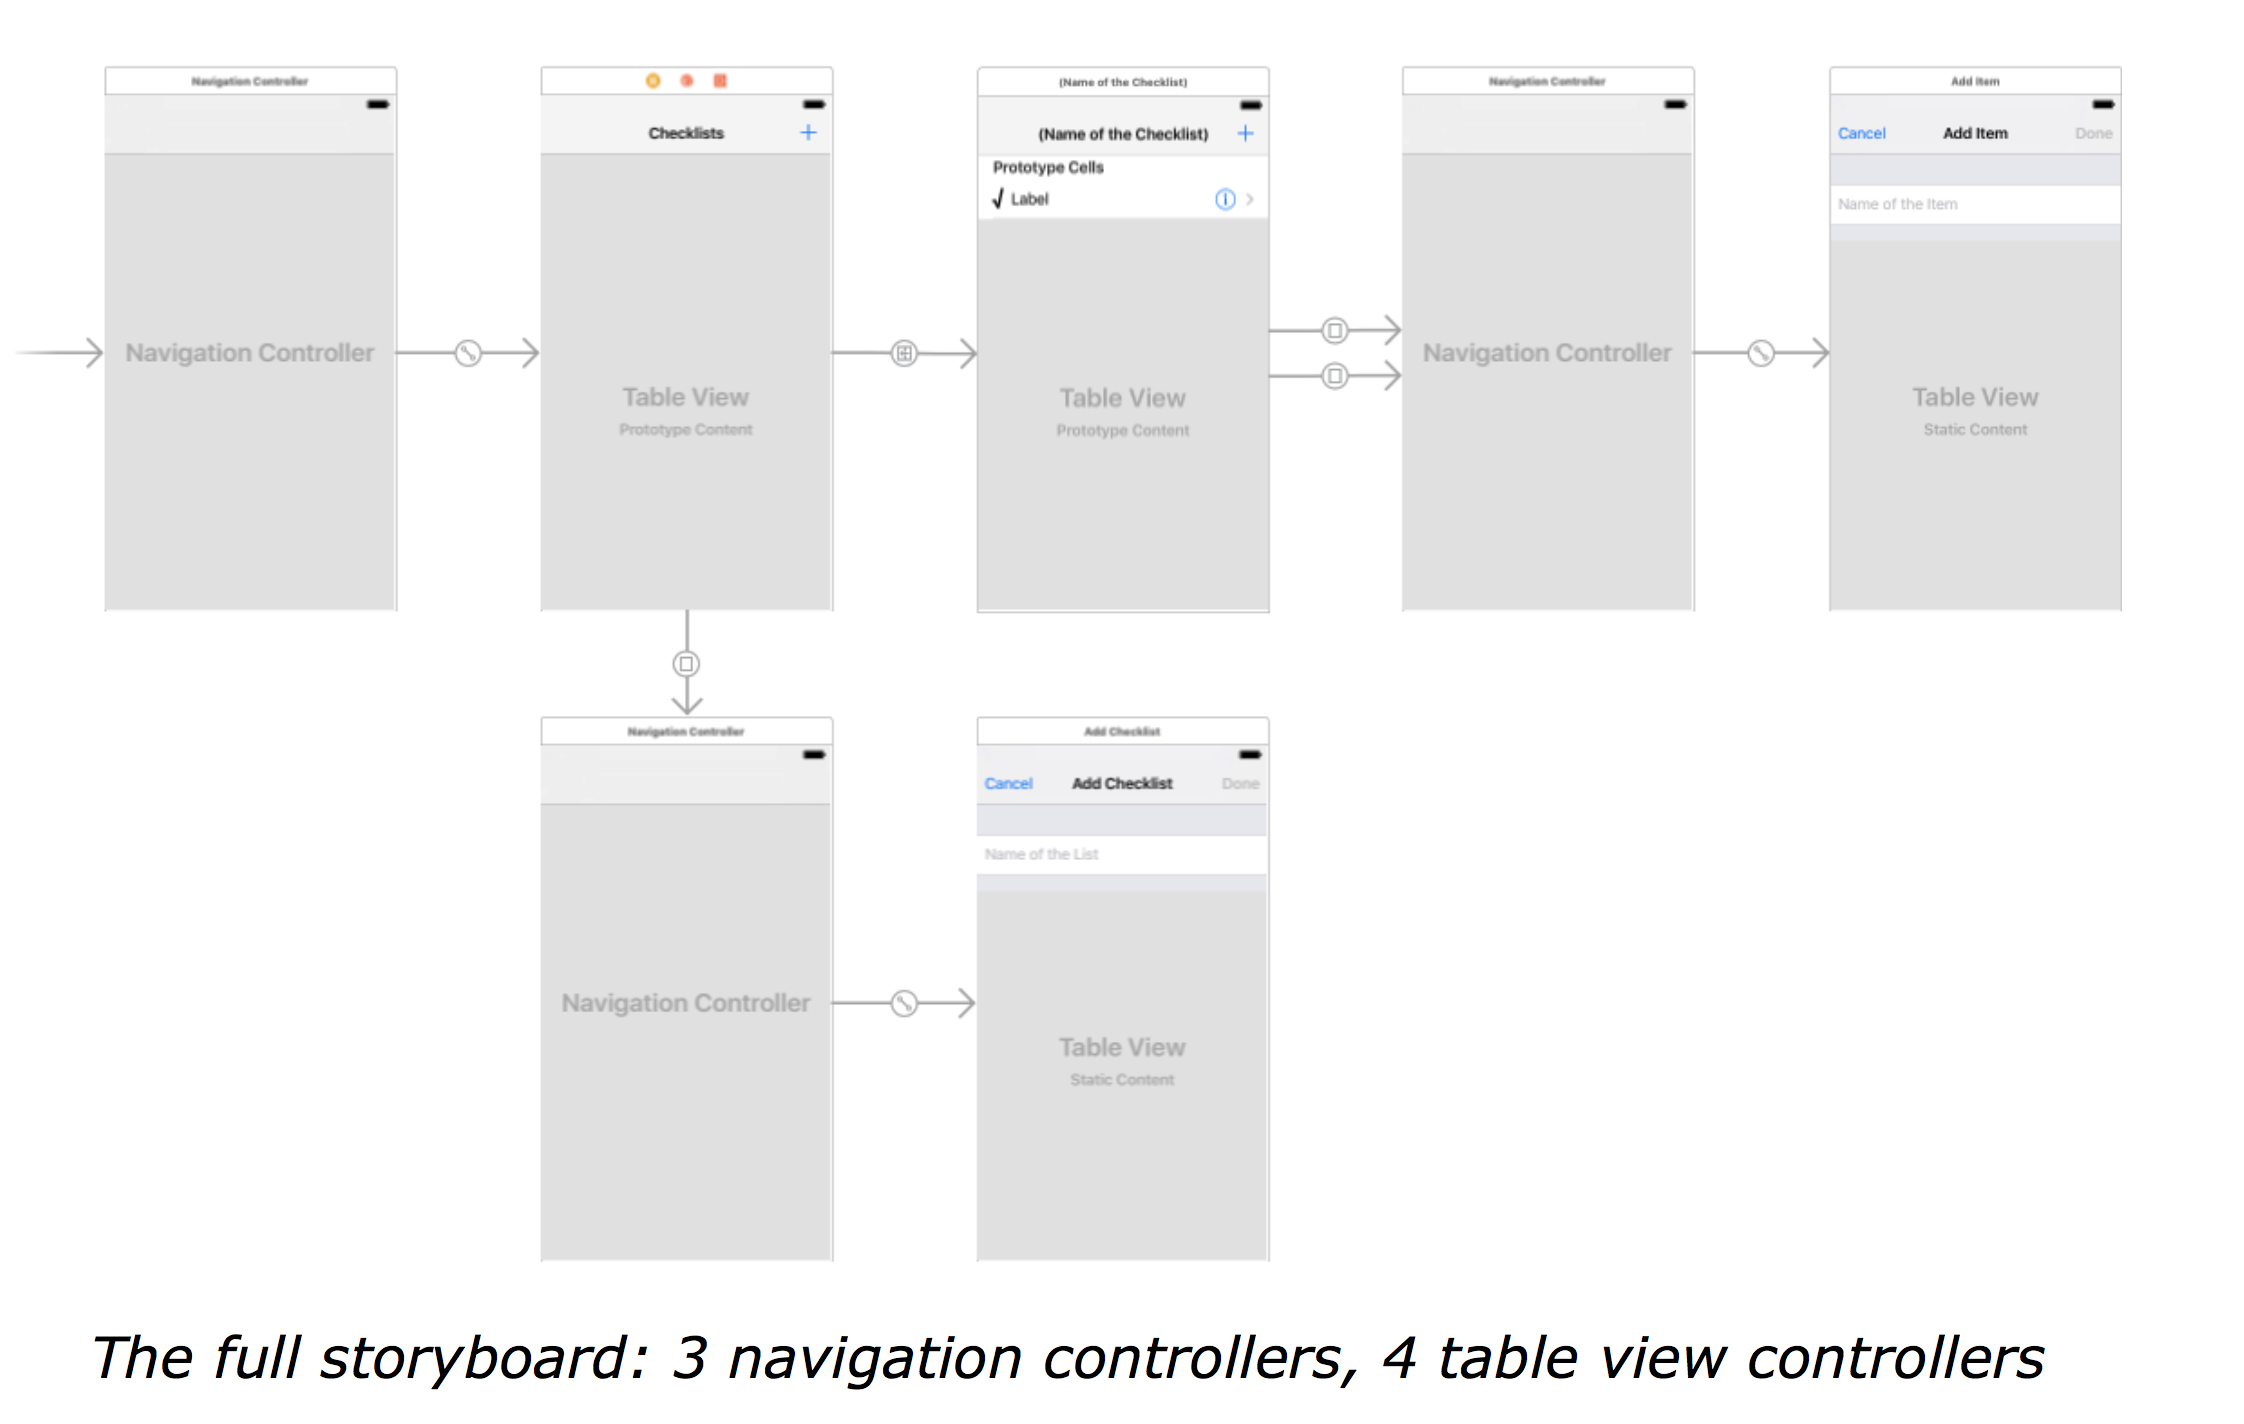 Navigation Controller
Navigation Controller
Checklists +
Table View
Prototype Content
(Name of the Checklist)
(Name of the Checklist) +
Prototype Cells
√ Label
Table View
Prototype Content
Navigation Controller
Navigation Controller
Add Item
Cancel Add Item Done
Name of the Item
Table View
Static Content
Navigation Controller
Navigation Controller
Add Checklist
Cancel Add Checklist Done
Name of the List
Table View
Static Content
The full storyboard: 3 navigation controllers, 4 table view controllers